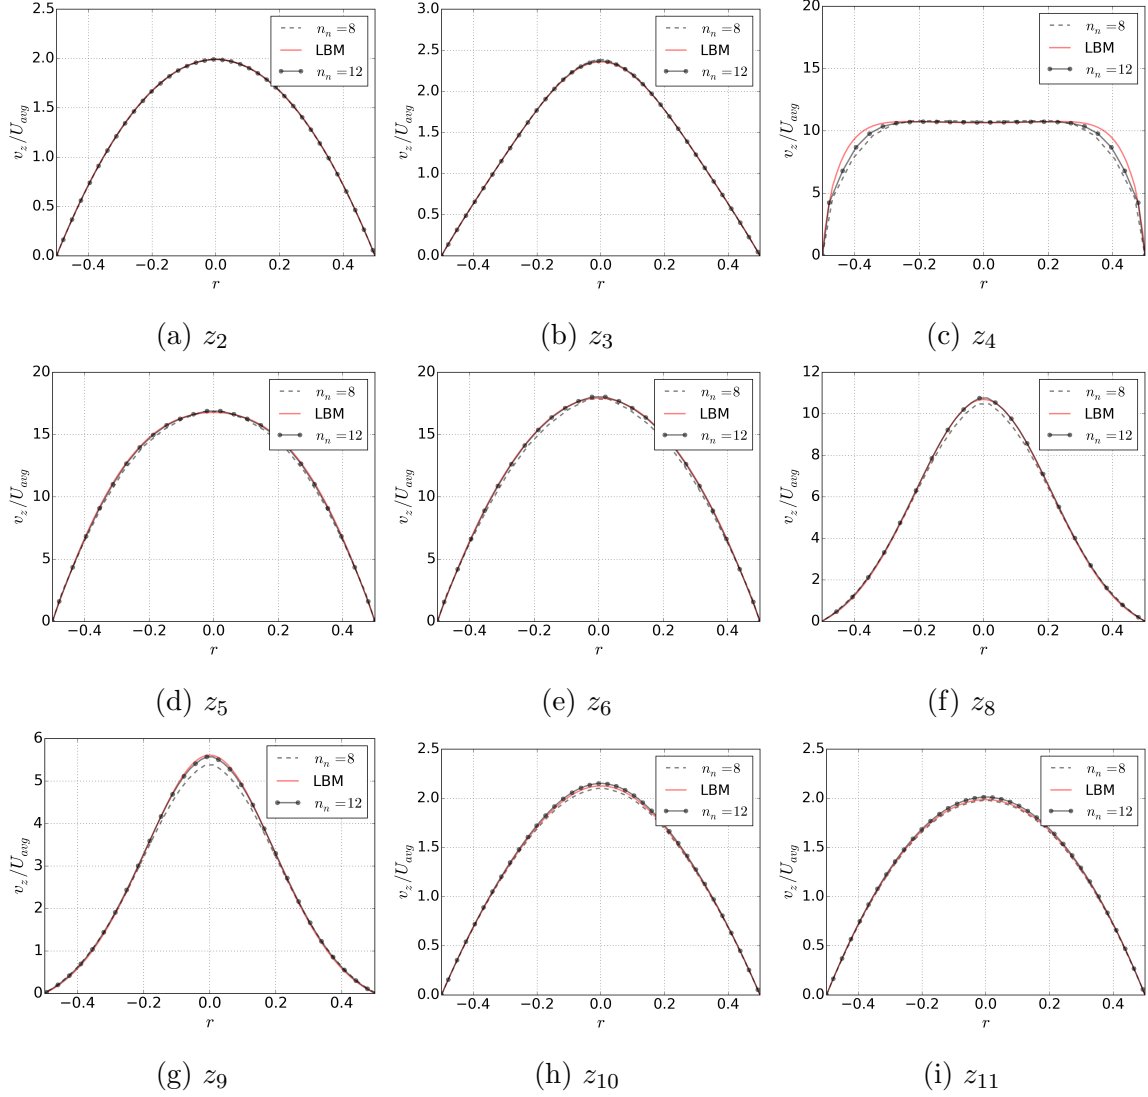 2.5
2.0
1.5
1.0
0.5
0.0
v_z/U_avg
−0.4 −0.2 0.0 0.2 0.4
r
n_n=8
LBM
n_n=12
(a) z_2
3.0
2.5
2.0
1.5
1.0
0.5
0.0
v_z/U_avg
−0.4 −0.2 0.0 0.2 0.4
r
n_n=8
LBM
n_n=12
(b) z_3
20
15
10
5
0
v_z/U_avg
−0.4 −0.2 0.0 0.2 0.4
r
n_n=8
LBM
n_n=12
(c) z_4
20
15
10
5
0
v_z/U_avg
−0.4 −0.2 0.0 0.2 0.4
r
n_n=8
LBM
n_n=12
(d) z_5
20
15
10
5
0
v_z/U_avg
−0.4 −0.2 0.0 0.2 0.4
r
n_n=8
LBM
n_n=12
(e) z_6
12
10
8
6
4
2
0
v_z/U_avg
−0.4 −0.2 0.0 0.2 0.4
r
n_n=8
LBM
n_n=12
(f) z_8
6
5
4
3
2
1
0
v_z/U_avg
−0.4 −0.2 0.0 0.2 0.4
r
n_n=8
LBM
n_n=12
(g) z_9
2.5
2.0
1.5
1.0
0.5
0.0
v_z/U_avg
−0.4 −0.2 0.0 0.2 0.4
r
n_n=8
LBM
n_n=12
(h) z_10
2.5
2.0
1.5
1.0
0.5
0.0
v_z/U_avg
−0.4 −0.2 0.0 0.2 0.4
r
n_n=8
LBM
n_n=12
(i) z_11